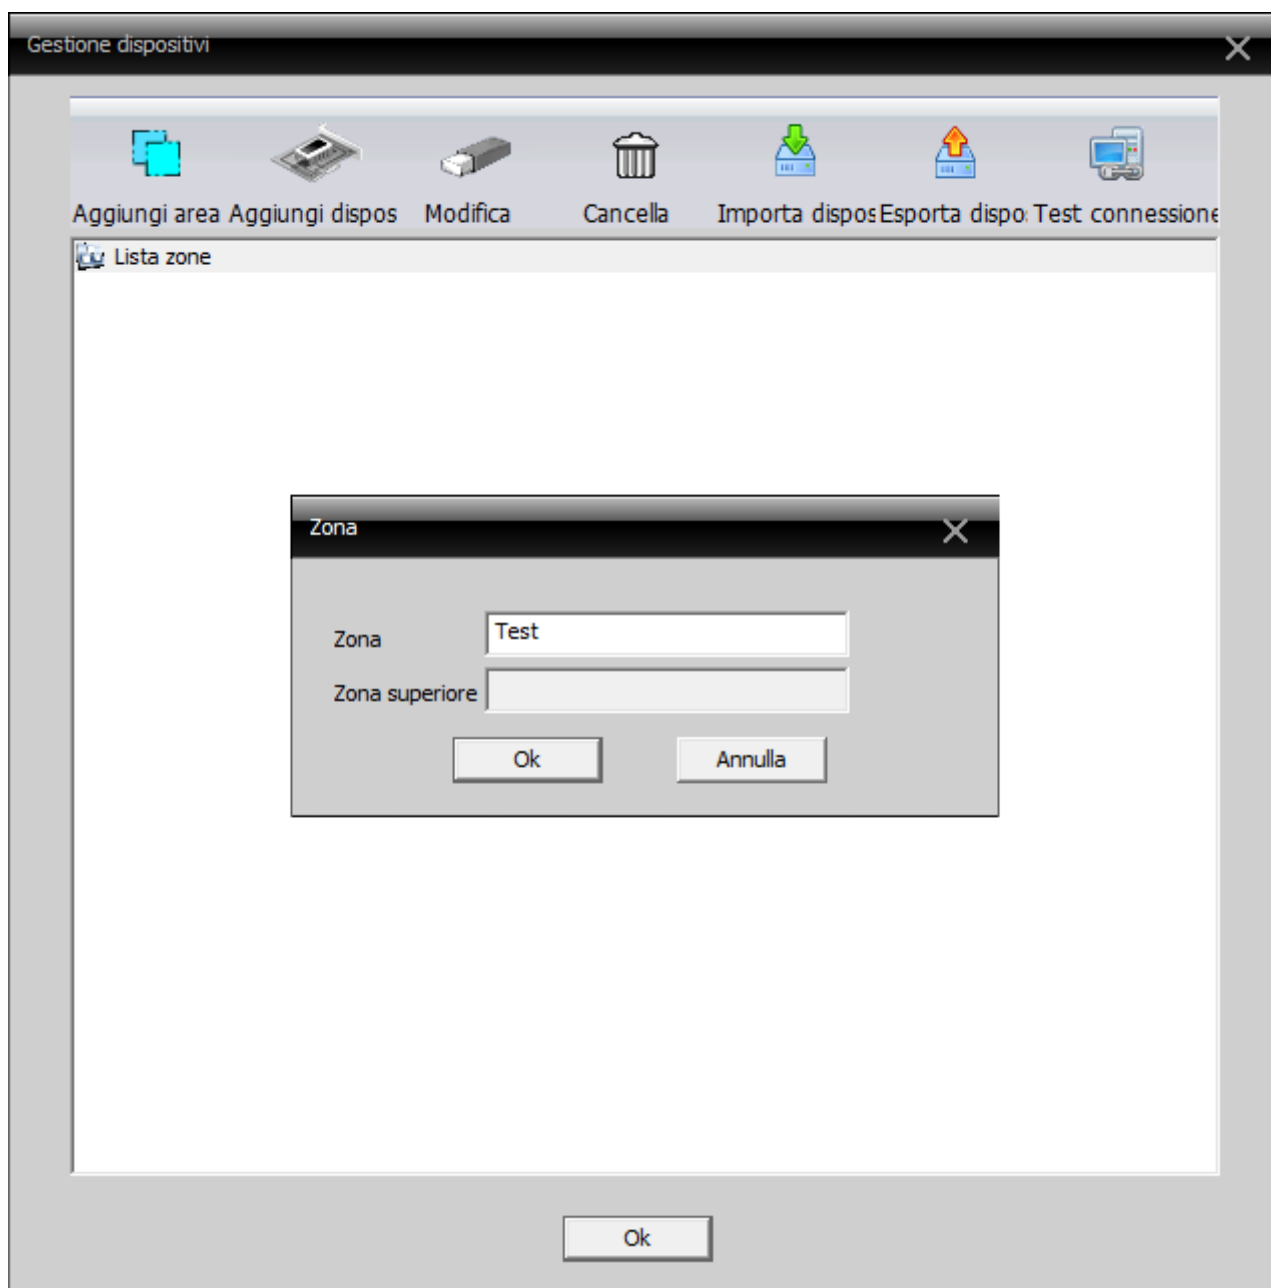 Gestione dispositivi
Aggiungi area Aggiungi dispos Modifica Cancella Importa dispos Esporta dispo Test connessione
Lista zone
Zona
Zona Test
Zona superiore
Ok Annulla
Ok